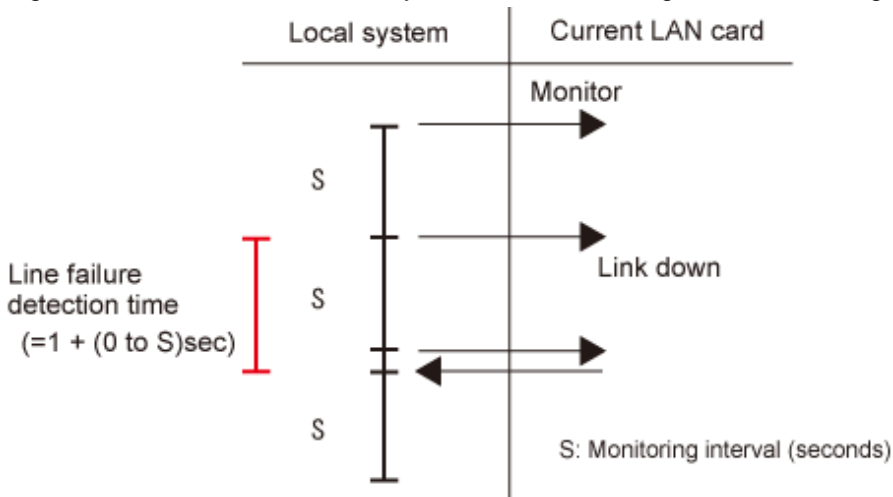 Local system
Current LAN card
Monitor
S
Line failure
detection time
(=1 + (0 to S)sec)
S
Link down
S
S: Monitoring interval (seconds)